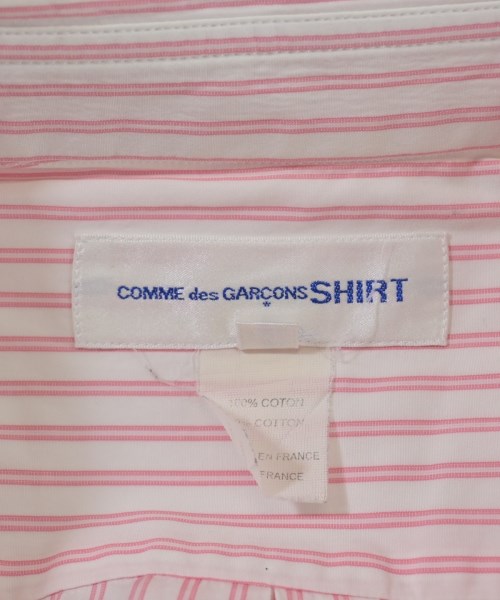 COMME des GARÇONS SHIRT
100% COTON
% COTTON
EN FRANCE
FRANCE